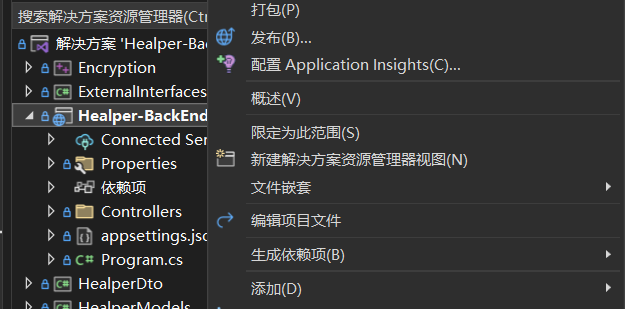 搜索解决方案资源管理器(Ctr
解决方案 'Healper-Ba
Encryption
ExternalInterfaces
Healper-BackEnd
Connected Ser
Properties
依赖项
Controllers
appsettings.jso
Program.cs
HealperDto
HealperModels
打包(P)
发布(B)...
配置 Application Insights(C)...
概述(V)
限定为此范围(S)
新建解决方案资源管理器视图(N)
文件嵌套
编辑项目文件
生成依赖项(B)
添加(D)